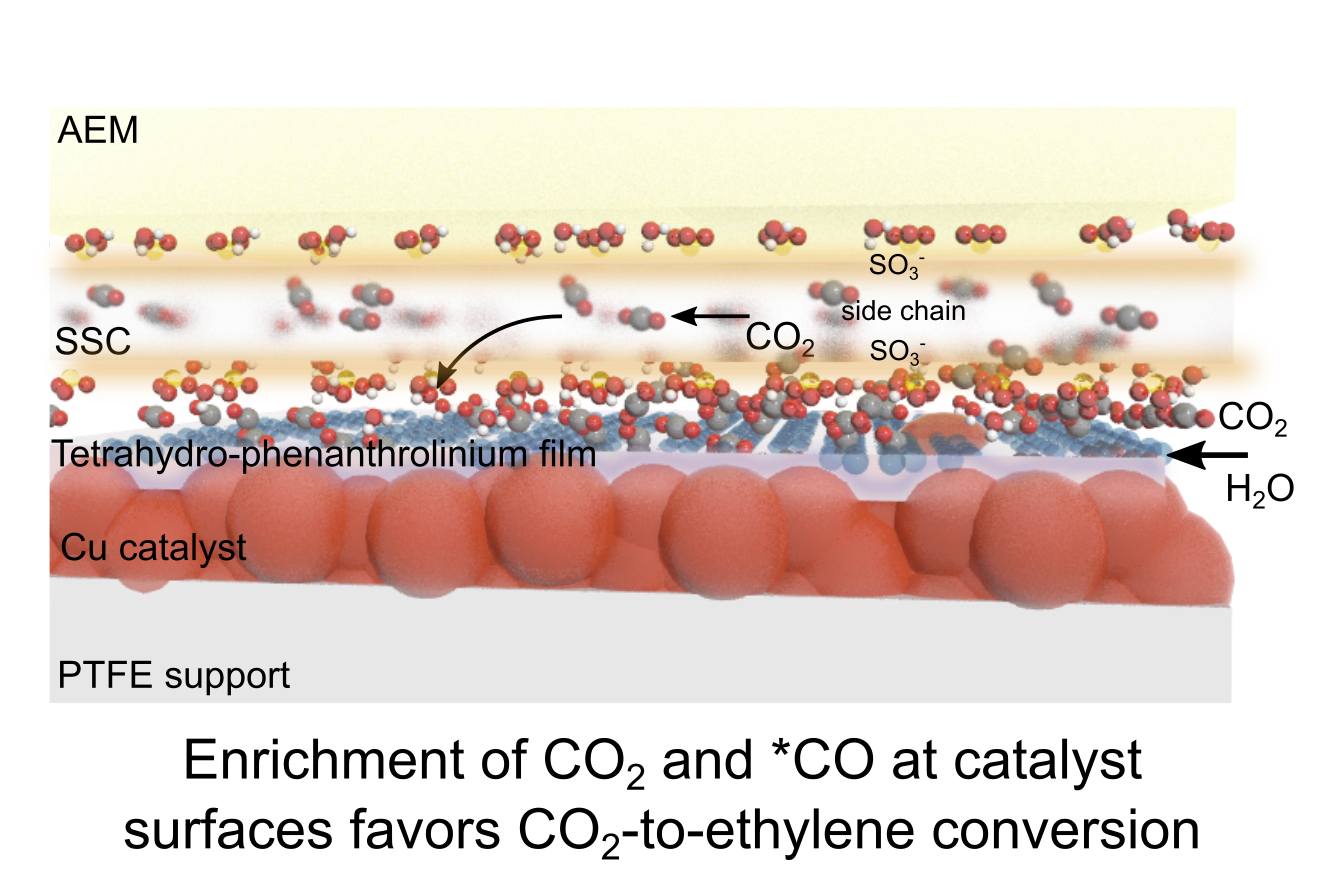 AEM
SO₃⁻
side chain
SSC
CO₂
SO₃⁻
CO₂
Tetrahydro-phenanthrolinium film
H₂O
Cu catalyst
PTFE support
Enrichment of CO₂ and *CO at catalyst
surfaces favors CO₂-to-ethylene conversion